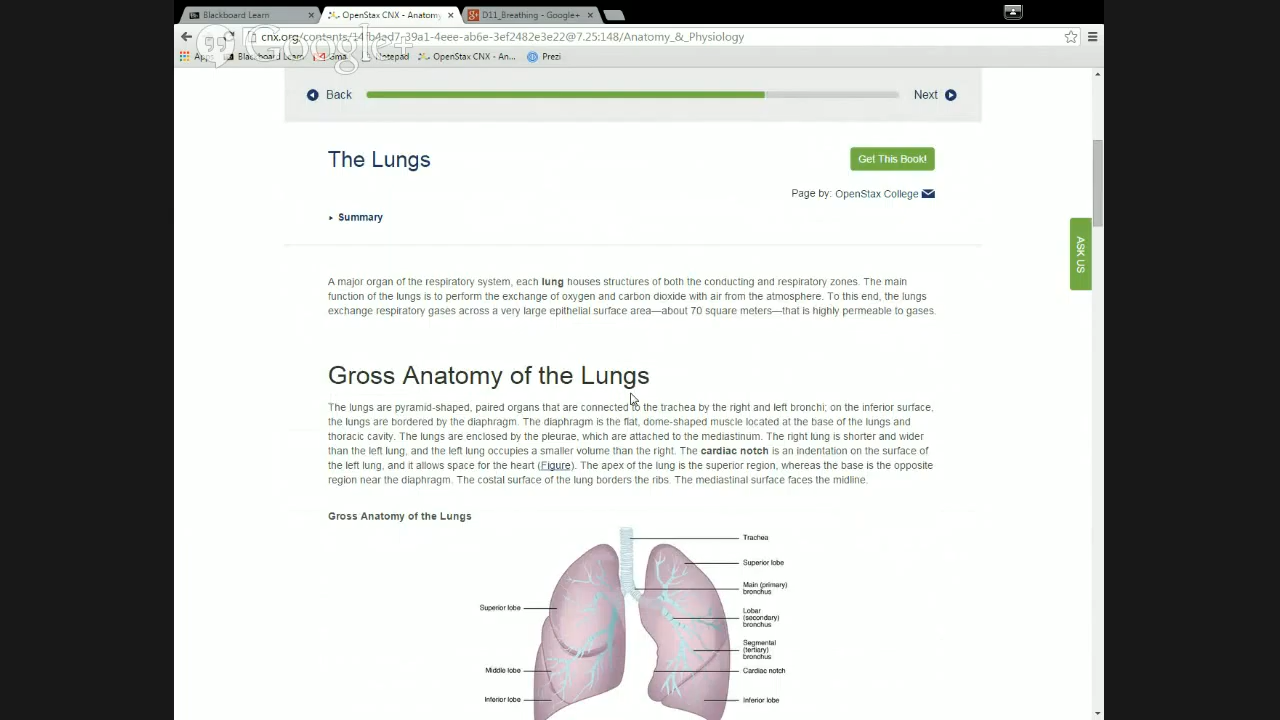 Blackboard Learn
OpenStax CNX - Anatomy
D11_Breathing - Google+
cnx.org/contents/14fb4ad7-39a1-4eee-ab6e-3ef2482e3e22@7.25:148/Anatomy_&_Physiology
Google+
Apps Blackboard Learn Gmai Notepad OpenStax CNX - An... Prezi
Back
Next
The Lungs
Get This Book!
Page by: OpenStax College
Summary
ASK US
A major organ of the respiratory system, each lung houses structures of both the conducting and respiratory zones. The main
function of the lungs is to perform the exchange of oxygen and carbon dioxide with air from the atmosphere. To this end, the lungs
exchange respiratory gases across a very large epithelial surface area—about 70 square meters—that is highly permeable to gases.
Gross Anatomy of the Lungs
The lungs are pyramid-shaped, paired organs that are connected to the trachea by the right and left bronchi; on the inferior surface,
the lungs are bordered by the diaphragm. The diaphragm is the flat, dome-shaped muscle located at the base of the lungs and
thoracic cavity. The lungs are enclosed by the pleurae, which are attached to the mediastinum. The right lung is shorter and wider
than the left lung, and the left lung occupies a smaller volume than the right. The cardiac notch is an indentation on the surface of
the left lung, and it allows space for the heart (Figure). The apex of the lung is the superior region, whereas the base is the opposite
region near the diaphragm. The costal surface of the lung borders the ribs. The mediastinal surface faces the midline.
Gross Anatomy of the Lungs
Trachea
Superior lobe
Main (primary)
bronchus
Superior lobe
Lobar
(secondary)
bronchus
Segmental
(tertiary)
bronchus
Middle lobe
Cardiac notch
Inferior lobe
Inferior lobe